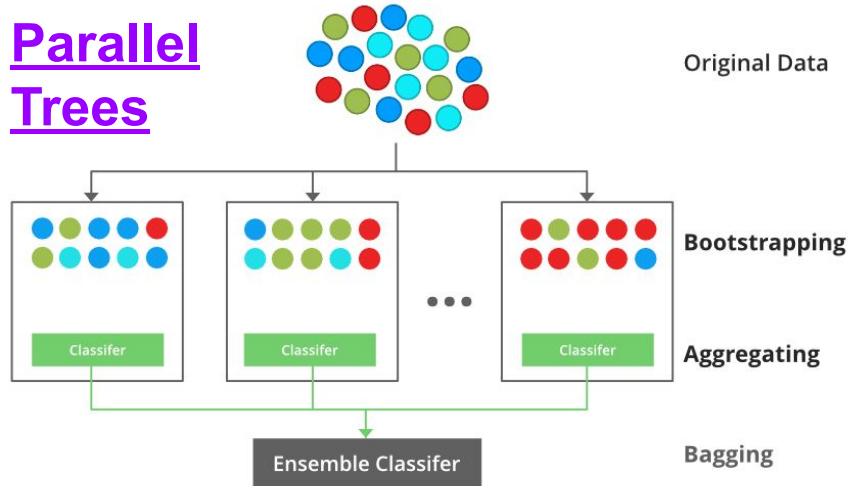 Parallel
Trees
Original Data
Bootstrapping
Classifer
Classifer
Classifer
Aggregating
Ensemble Classifer
Bagging